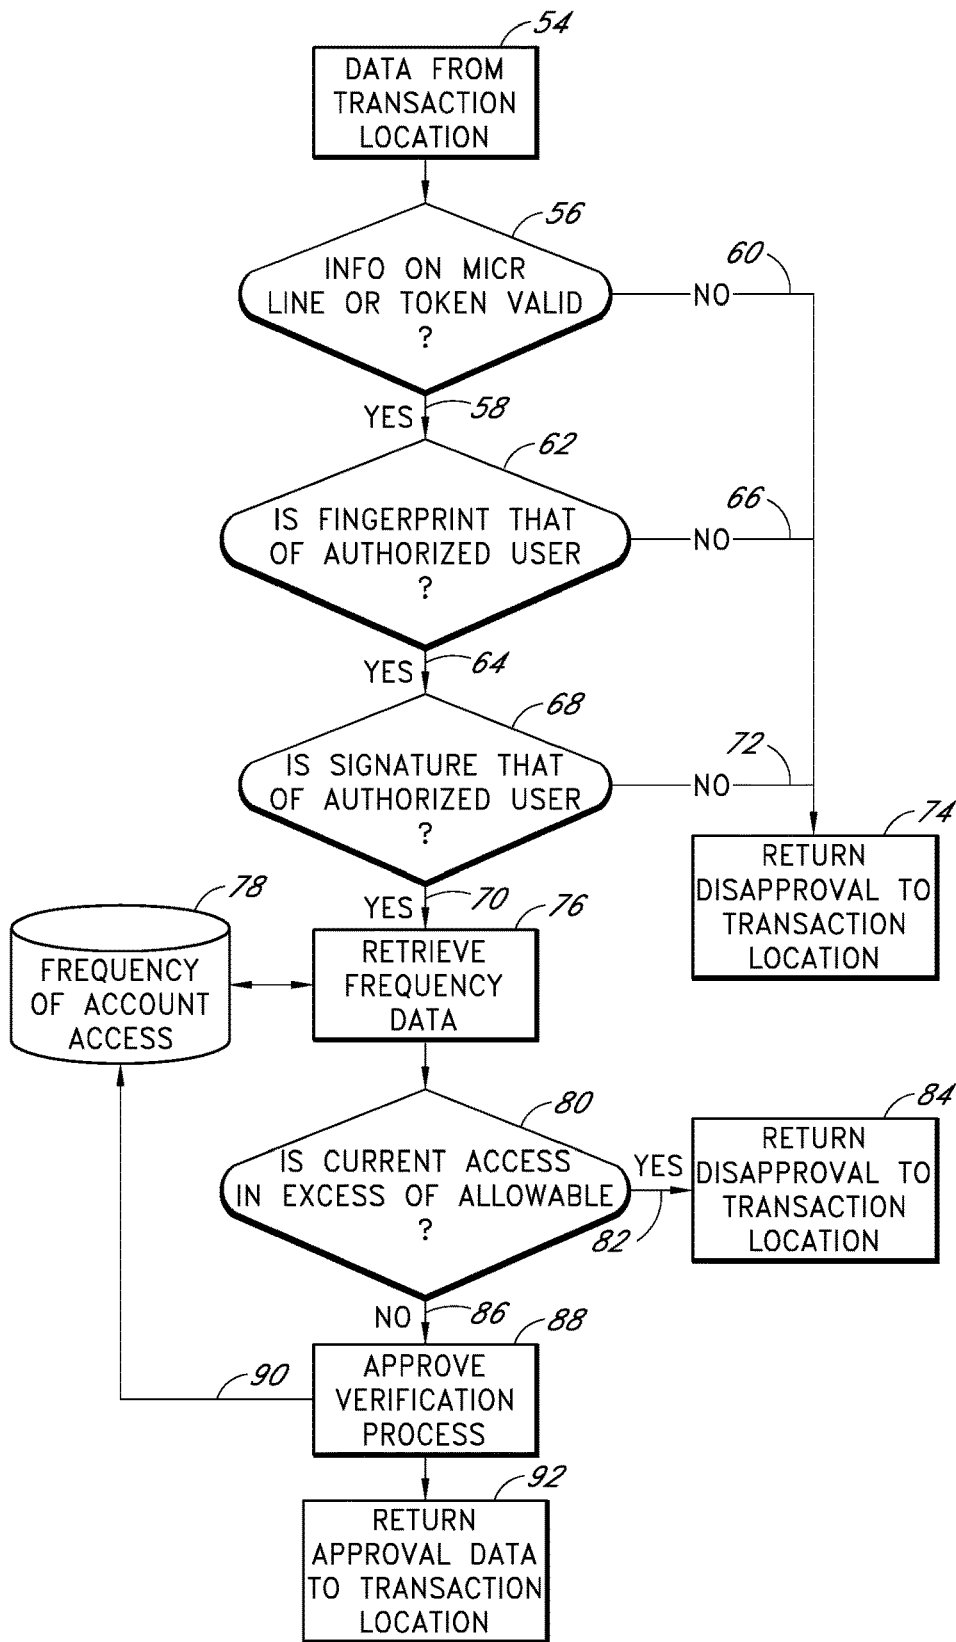 54
DATA FROM
TRANSACTION
LOCATION
56
INFO ON MICR
LINE OR TOKEN VALID
?
60
NO
YES
58
62
IS FINGERPRINT THAT
OF AUTHORIZED USER
?
66
NO
YES
64
68
IS SIGNATURE THAT
OF AUTHORIZED USER
?
72
NO
74
RETURN
DISAPPROVAL TO
TRANSACTION
LOCATION
YES
70
76
RETRIEVE
FREQUENCY
DATA
78
FREQUENCY
OF ACCOUNT
ACCESS
80
IS CURRENT ACCESS
IN EXCESS OF ALLOWABLE
?
YES
82
84
RETURN
DISAPPROVAL TO
TRANSACTION
LOCATION
NO
86
88
APPROVE
VERIFICATION
PROCESS
90
92
RETURN
APPROVAL DATA
TO TRANSACTION
LOCATION